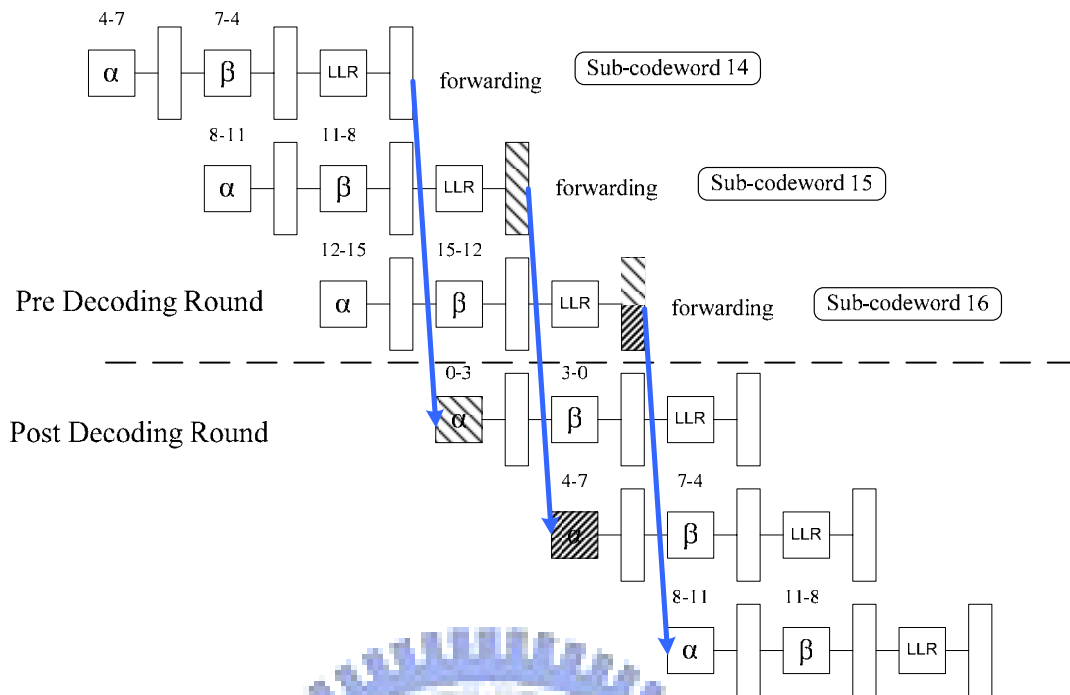 4-7 7-4
α β LLR forwarding Sub-codeword 14
8-11 11-8
α β LLR forwarding Sub-codeword 15
12-15 15-12
Pre Decoding Round α β LLR forwarding Sub-codeword 16
0-3 3-0
Post Decoding Round α β LLR
4-7 7-4
α β LLR
8-11 11-8
α β LLR